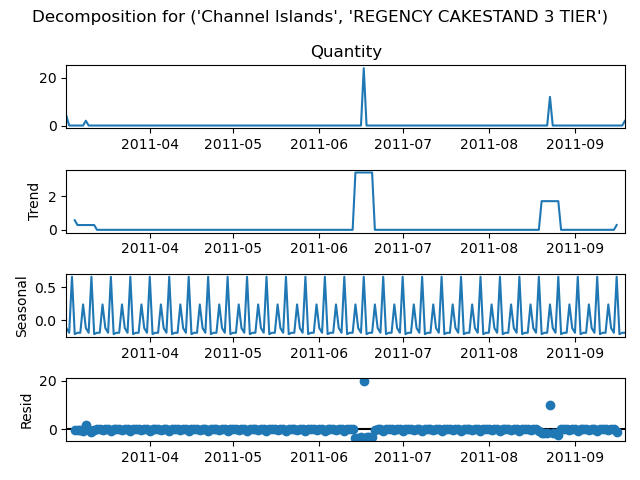 Decomposition for ('Channel Islands', 'REGENCY CAKESTAND 3 TIER')
Quantity
20
0
2011-04 2011-05 2011-06 2011-07 2011-08 2011-09
Trend
2
0
2011-04 2011-05 2011-06 2011-07 2011-08 2011-09
Seasonal
0.5
0.0
2011-04 2011-05 2011-06 2011-07 2011-08 2011-09
Resid
20
0
2011-04 2011-05 2011-06 2011-07 2011-08 2011-09